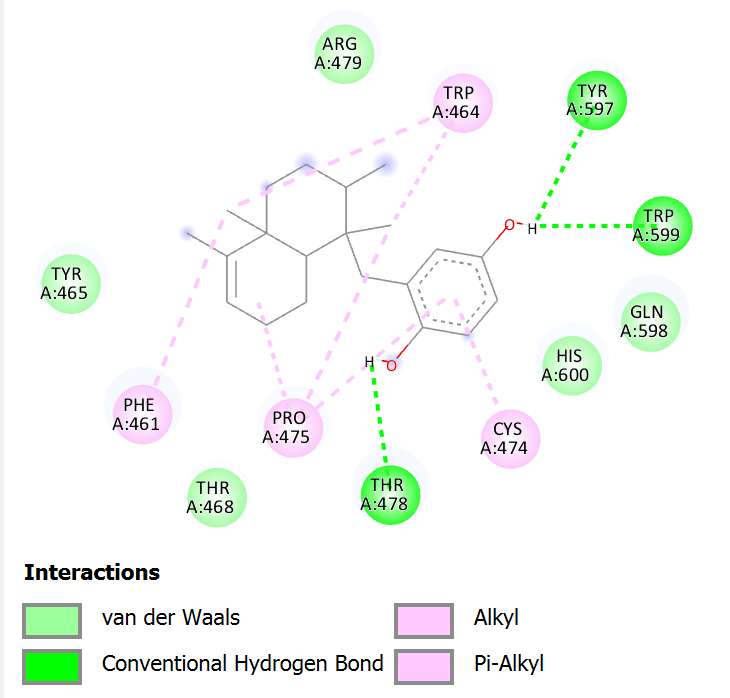 ARG
A:479
TRP
A:464
TYR
A:597
O
H
TRP
A:599
TYR
A:465
GLN
A:598
HIS
A:600
H
O
PHE
A:461
PRO
A:475
CYS
A:474
THR
A:468
THR
A:478
Interactions
van der Waals
Alkyl
Conventional Hydrogen Bond
Pi-Alkyl